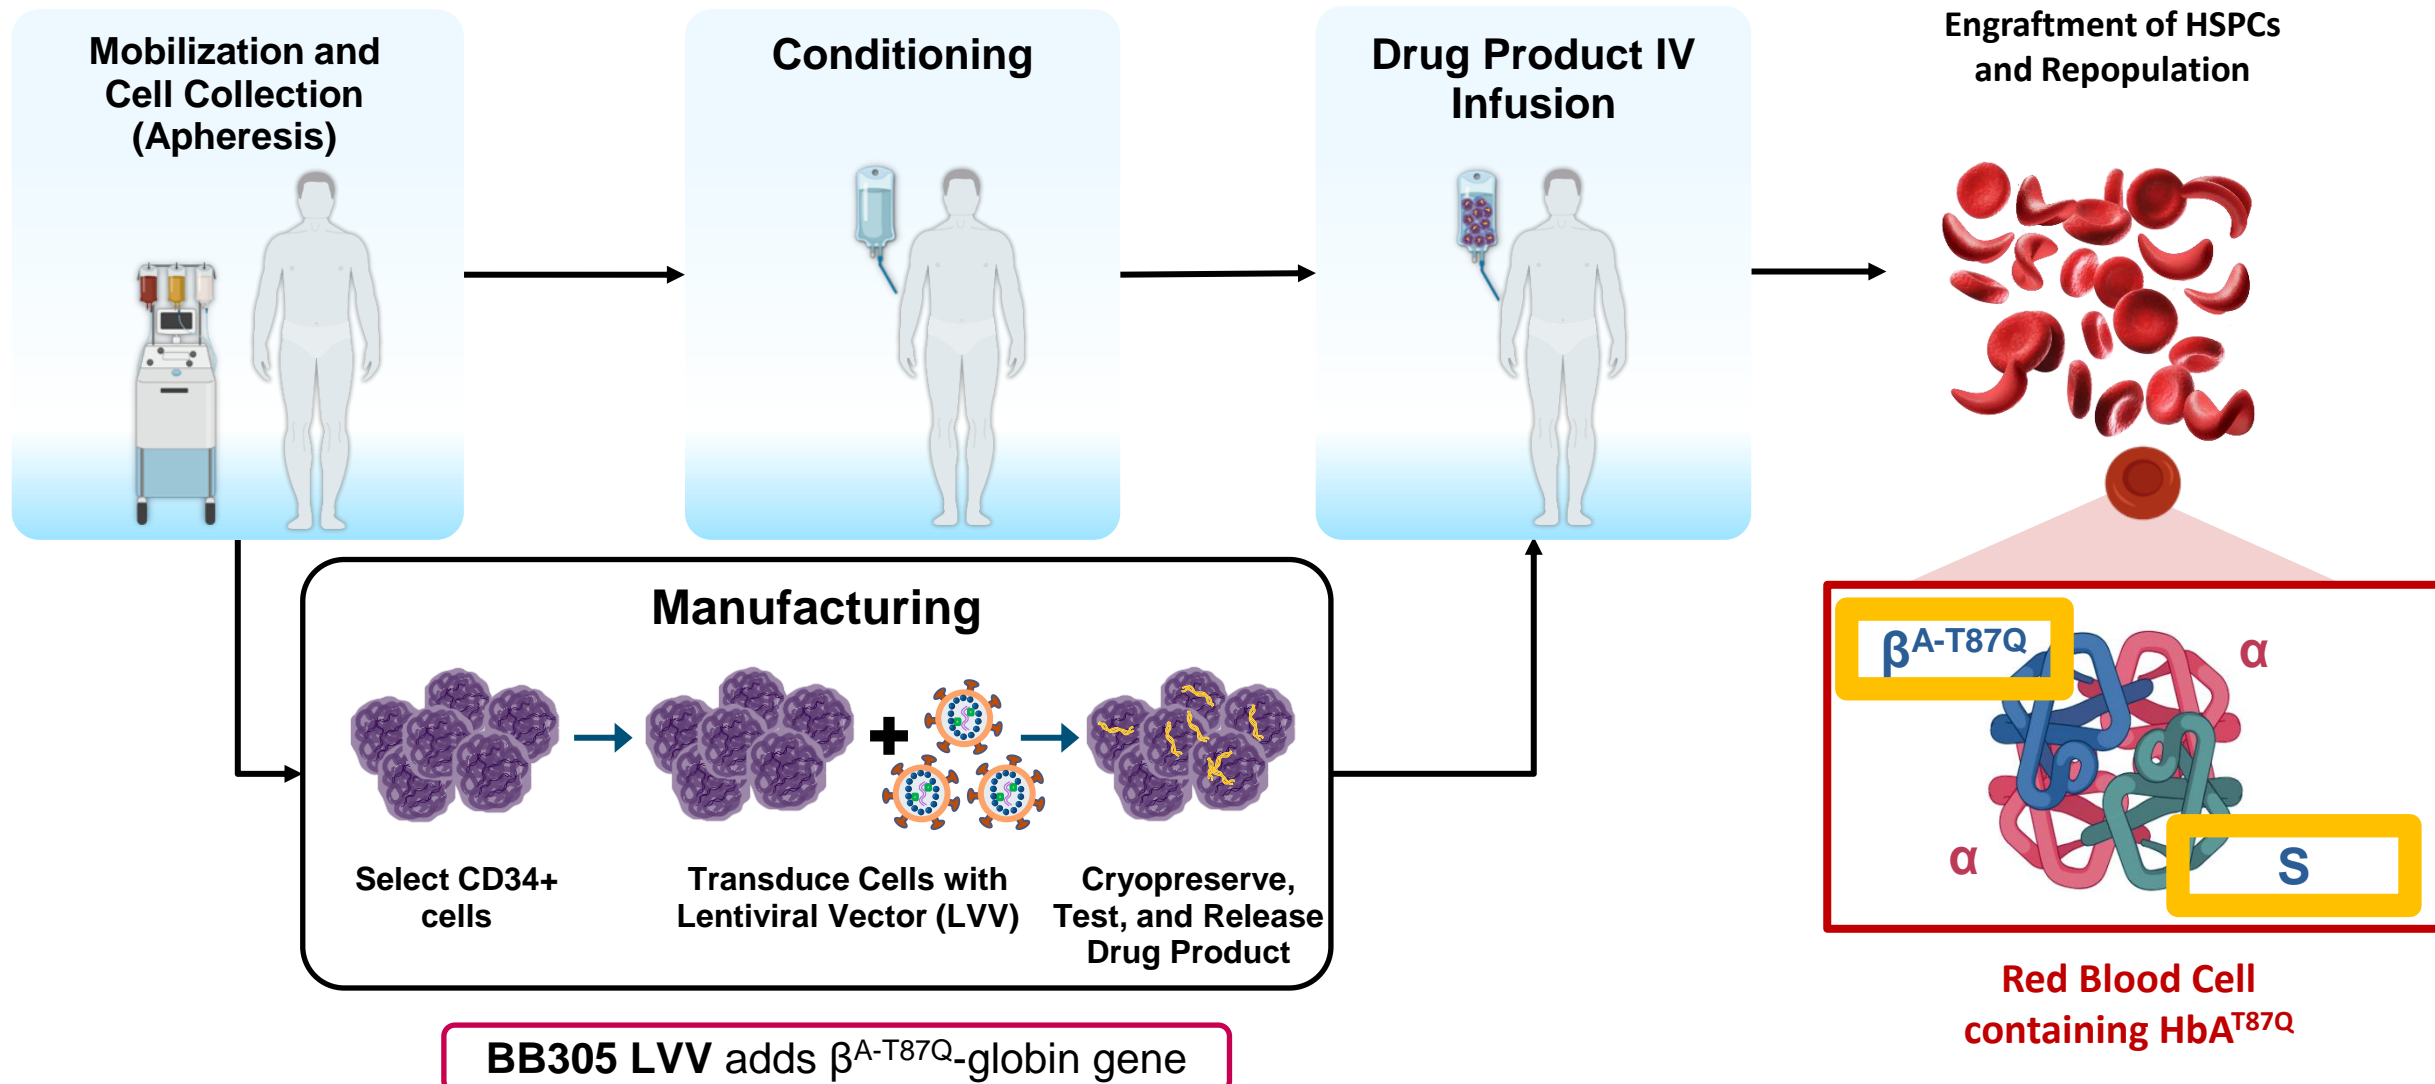 Mobilization and
Cell Collection
(Apheresis)
Conditioning
Drug Product IV
Infusion
Engraftment of HSPCs
and Repopulation
Manufacturing
Select CD34+
cells
Transduce Cells with
Lentiviral Vector (LVV)
Cryopreserve,
Test, and Release
Drug Product
BB305 LVV adds βA-T87Q-globin gene
βA-T87Q
α
α
S
Red Blood Cell
containing HbAT87Q